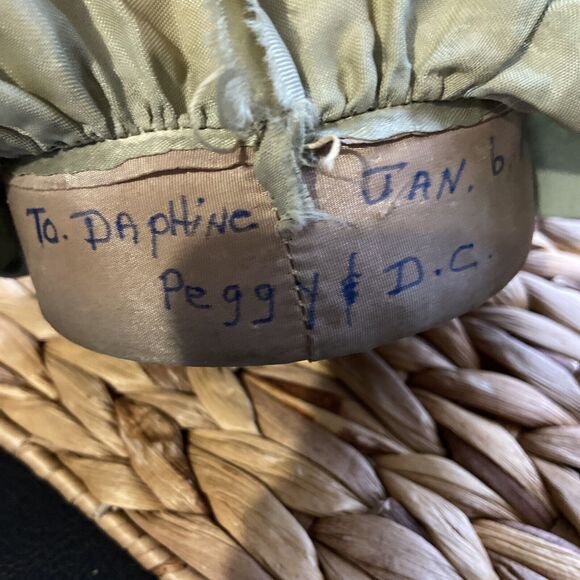 To. DAPHiNe JAN. 6,
Peggy & D.C.